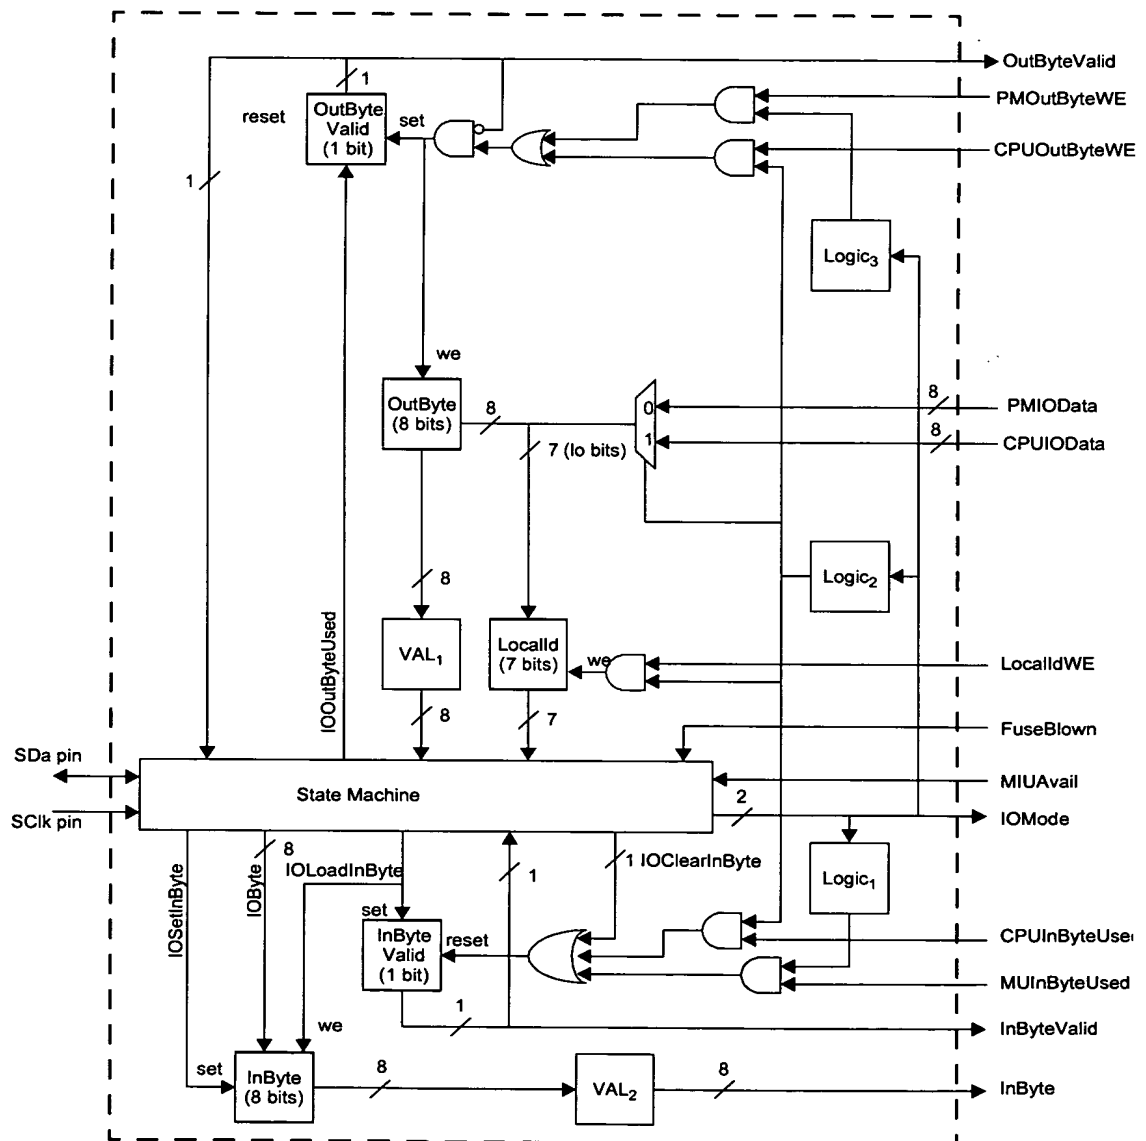 OutByteValid
1
PMOutByteWE
reset
OutByte
Valid
(1 bit)
set
CPUOutByteWE
1
Logic3
we
OutByte
(8 bits)
8
7 (lo bits)
0
1
8
PMIOData
8
CPUIOData
Logic2
8
IOOutByteUsed
VAL1
LocalId
(7 bits)
we
LocalIdWE
8
7
FuseBlown
SDa pin
MIUAvail
State Machine
2
IOMode
SClk pin
IOSetInByte
IOByte
8
IOLoadInByte
1
1 IOClearInByte
Logic1
set
InByte
Valid
(1 bit)
reset
CPUInByteUse
MUInByteUsed
1
InByteValid
we
set
InByte
(8 bits)
8
VAL2
8
InByte